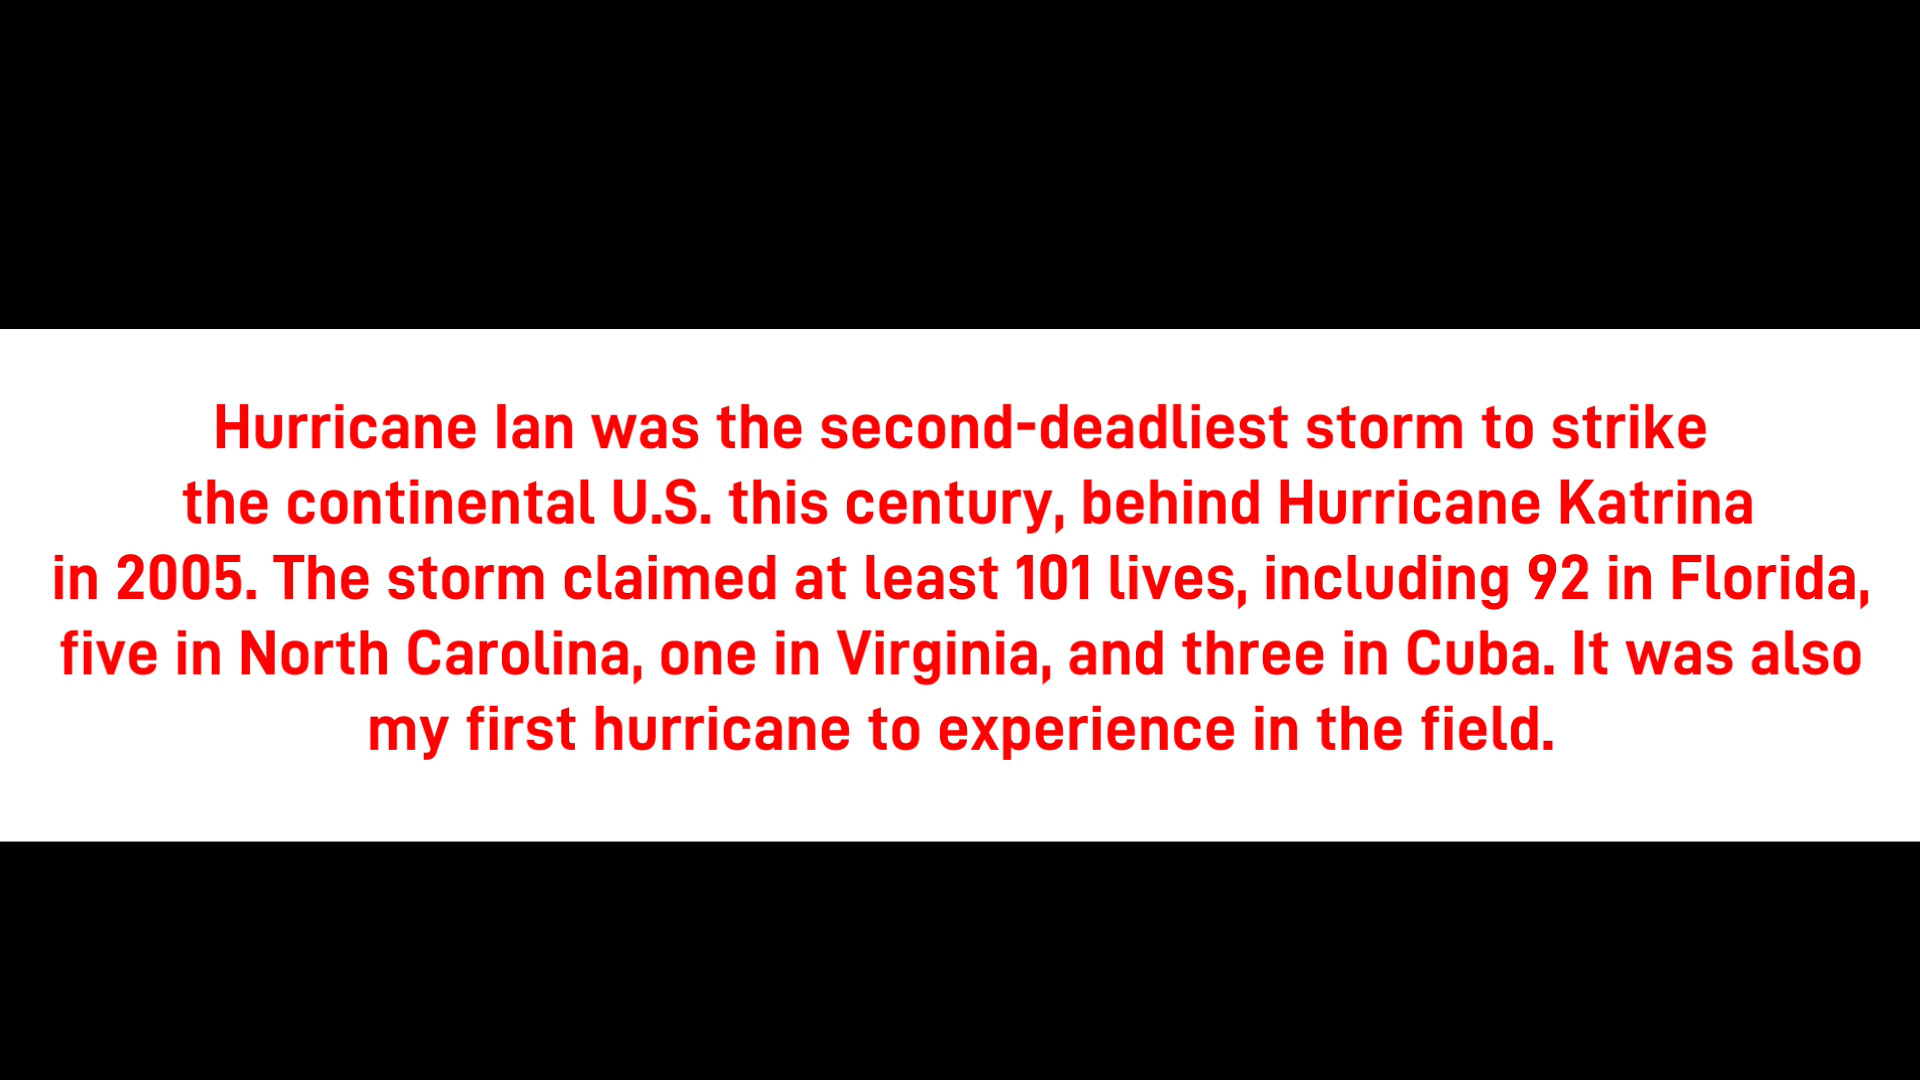 Hurricane Ian was the second-deadliest storm to strike
the continental U.S. this century, behind Hurricane Katrina
in 2005. The storm claimed at least 101 lives, including 92 in Florida,
five in North Carolina, one in Virginia, and three in Cuba. It was also
my first hurricane to experience in the field.